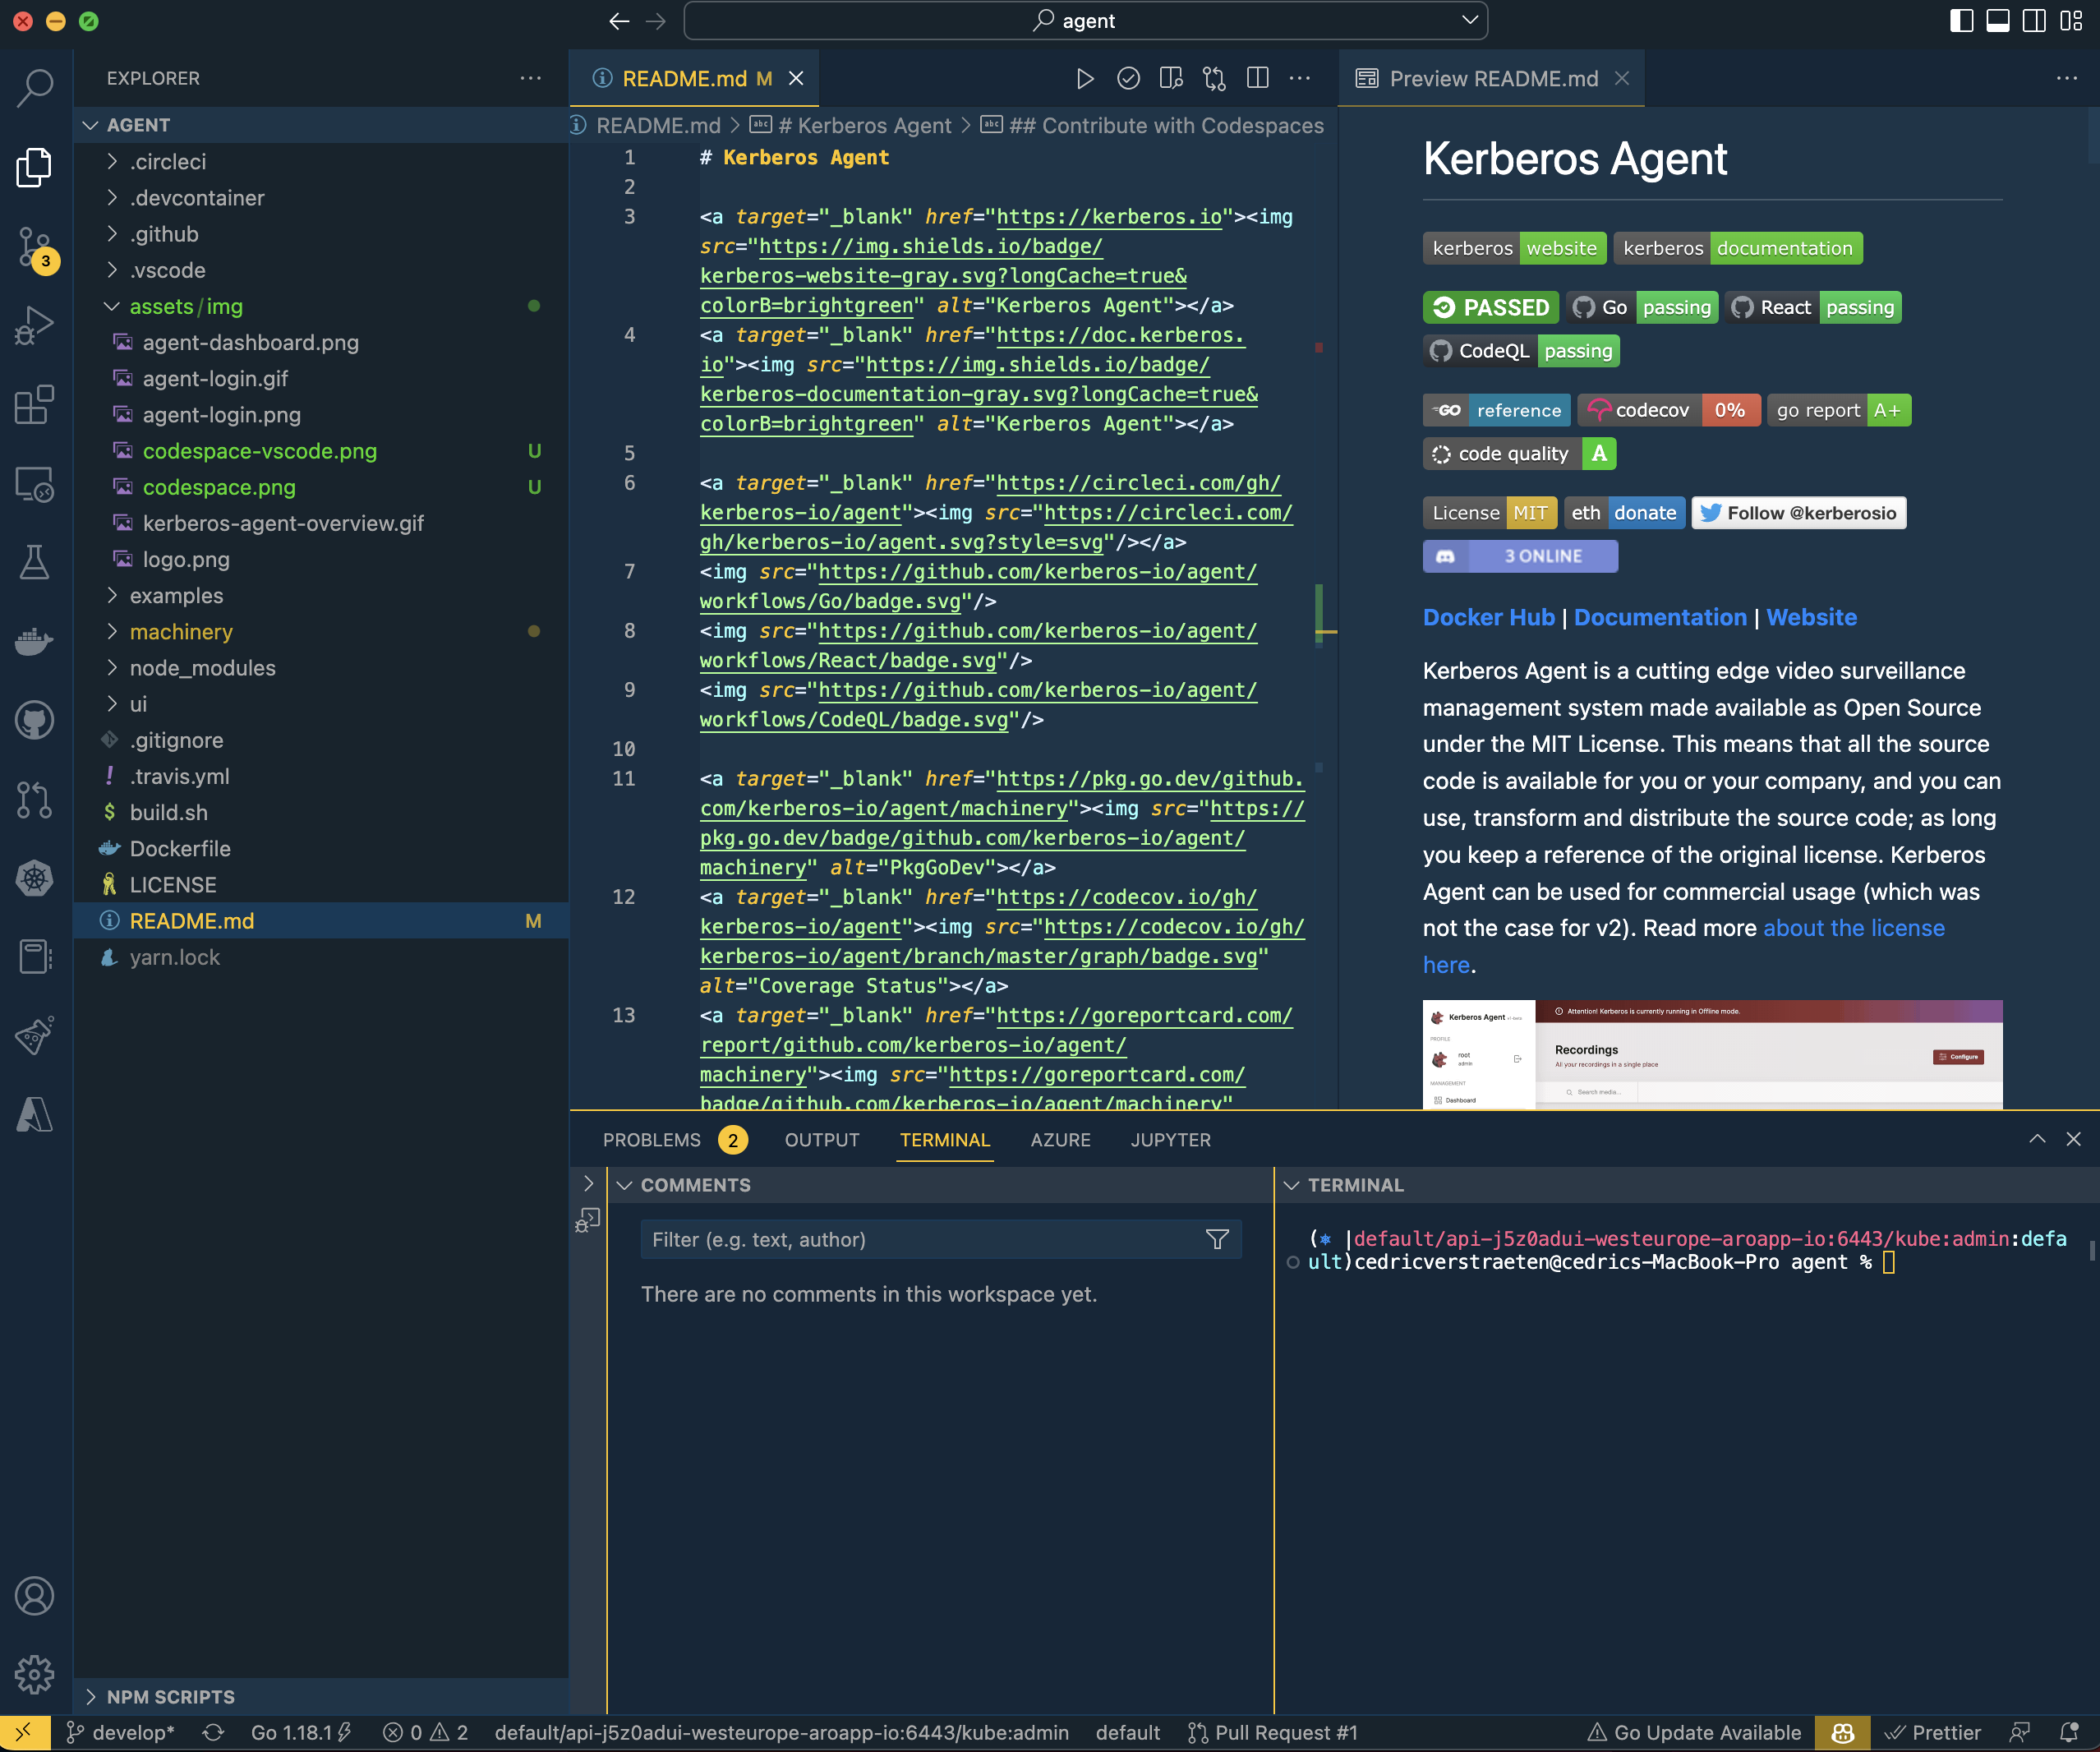 agent
EXPLORER
AGENT
.circleci
.devcontainer
.github
.vscode
assets/img
agent-dashboard.png
agent-login.gif
agent-login.png
codespace-vscode.png U
codespace.png U
kerberos-agent-overview.gif
logo.png
examples
machinery
node_modules
ui
.gitignore
! .travis.yml
$ build.sh
Dockerfile
LICENSE
README.md M
yarn.lock
NPM SCRIPTS
3
README.md M
README.md > # Kerberos Agent > ## Contribute with Codespaces
1 # Kerberos Agent
2
3 <a target="_blank" href="https://kerberos.io"><img
src="https://img.shields.io/badge/
kerberos-website-gray.svg?longCache=true&
colorB=brightgreen" alt="Kerberos Agent"></a>
4 <a target="_blank" href="https://doc.kerberos.
io"><img src="https://img.shields.io/badge/
kerberos-documentation-gray.svg?longCache=true&
colorB=brightgreen" alt="Kerberos Agent"></a>
5
6 <a target="_blank" href="https://circleci.com/gh/
kerberos-io/agent"><img src="https://circleci.com/
gh/kerberos-io/agent.svg?style=svg"/></a>
7 <img src="https://github.com/kerberos-io/agent/
workflows/Go/badge.svg"/>
8 <img src="https://github.com/kerberos-io/agent/
workflows/React/badge.svg"/>
9 <img src="https://github.com/kerberos-io/agent/
workflows/CodeQL/badge.svg"/>
10
11 <a target="_blank" href="https://pkg.go.dev/github.
com/kerberos-io/agent/machinery"><img src="https://
pkg.go.dev/badge/github.com/kerberos-io/agent/
machinery" alt="PkgGoDev"></a>
12 <a target="_blank" href="https://codecov.io/gh/
kerberos-io/agent"><img src="https://codecov.io/gh/
kerberos-io/agent/branch/master/graph/badge.svg"
alt="Coverage Status"></a>
13 <a target="_blank" href="https://goreportcard.com/
report/github.com/kerberos-io/agent/
machinery"><img src="https://goreportcard.com/
badge/github.com/kerberos-io/agent/machinery"
Preview README.md
Kerberos Agent
kerberos website kerberos documentation
PASSED Go passing React passing
CodeQL passing
GO reference codecov 0% go report A+
code quality A
License MIT eth donate Follow @kerberosio
3 ONLINE
Docker Hub | Documentation | Website
Kerberos Agent is a cutting edge video surveillance
management system made available as Open Source
under the MIT License. This means that all the source
code is available for you or your company, and you can
use, transform and distribute the source code; as long
you keep a reference of the original license. Kerberos
Agent can be used for commercial usage (which was
not the case for v2). Read more about the license
here.
Kerberos Agent
Attention! Kerberos is currently running in Offline mode.
PROFILE
root
admin
Recordings
All your recordings in a single place
Configure
MANAGEMENT
Dashboard
Search media...
PROBLEMS 2 OUTPUT TERMINAL AZURE JUPYTER
COMMENTS
Filter (e.g. text, author)
There are no comments in this workspace yet.
TERMINAL
(⎈ |default/api-j5z0adui-westeurope-aroapp-io:6443/kube:admin:defa
ult)cedricverstraeten@cedrics-MacBook-Pro agent %
develop* Go 1.18.1 0 2 default/api-j5z0adui-westeurope-aroapp-io:6443/kube:admin default Pull Request #1 Go Update Available Prettier